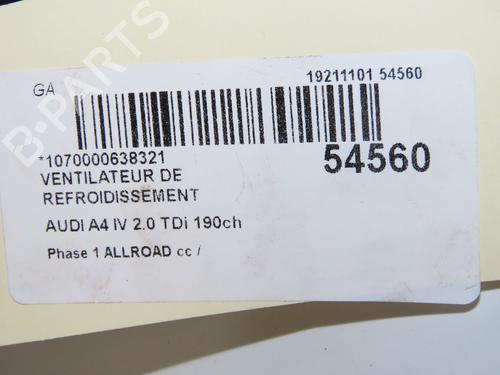 GA
19211101 54560
*1070000638321
54560
VENTILATEUR DE
REFROIDISSEMENT
AUDI A4 IV 2.0 TDi 190ch
Phase 1 ALLROAD cc /
B-PARTS